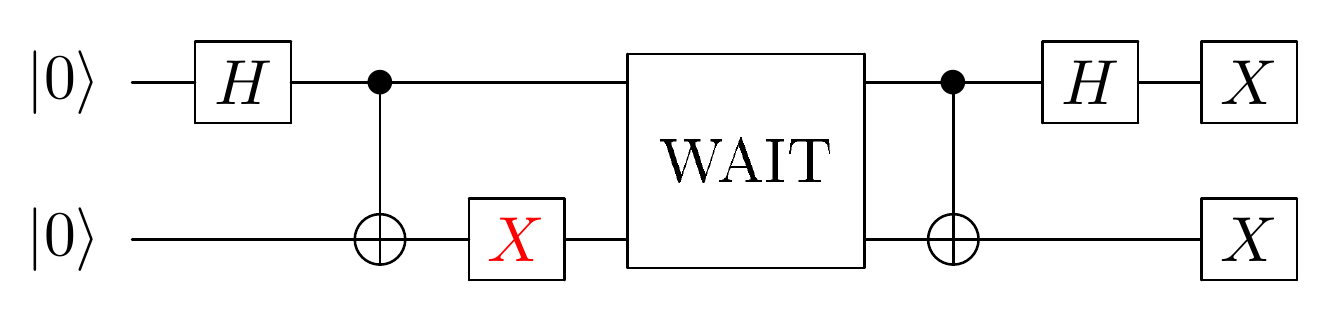 |0⟩ H H X
WAIT
|0⟩ X X